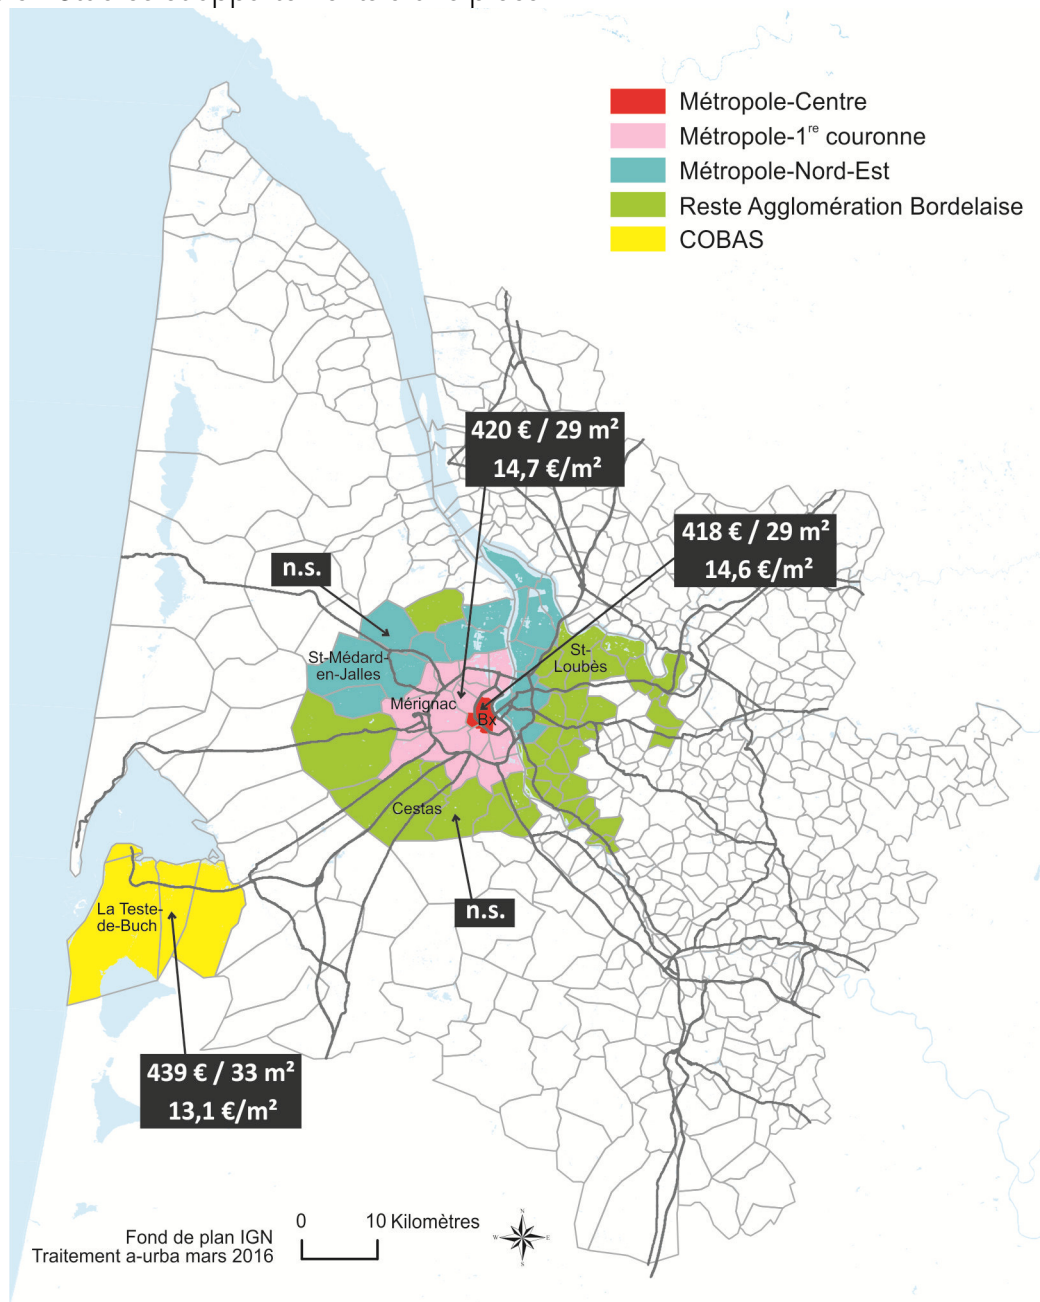 Métropole-Centre
Métropole-1re couronne
Métropole-Nord-Est
Reste Agglomération Bordelaise
COBAS
420 € / 29 m²
14,7 €/m²
418 € / 29 m²
14,6 €/m²
n.s.
St-Médard-
en-Jalles
St-
Loubès
Mérignac
Bx
Cestas
n.s.
La Teste-
de-Buch
439 € / 33 m²
13,1 €/m²
0 10 Kilomètres
Fond de plan IGN
Traitement a-urba mars 2016
N
W E
S